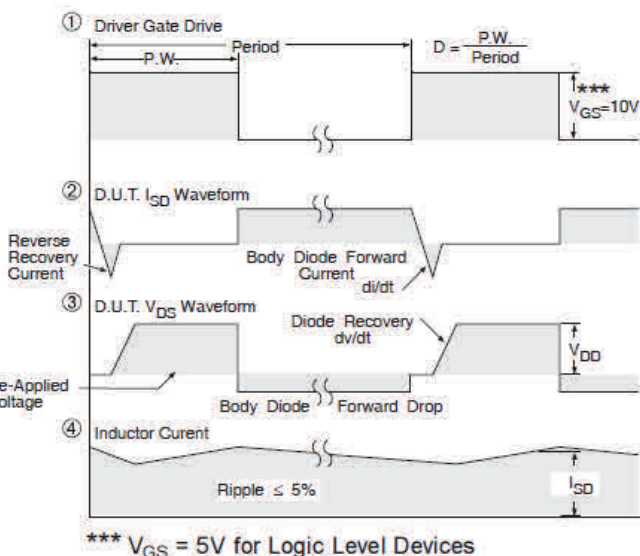 ① Driver Gate Drive
P.W.
Period
D = P.W.
Period
***
VGS=10V
② D.U.T. ISD Waveform
Reverse
Recovery
Current
Body Diode Forward
Current
di/dt
③ D.U.T. VDS Waveform
Diode Recovery
dv/dt
VDD
e-Applied
oltage
Body Diode Forward Drop
④ Inductor Curent
Ripple ≤ 5%
ISD
*** VGS = 5V for Logic Level Devices